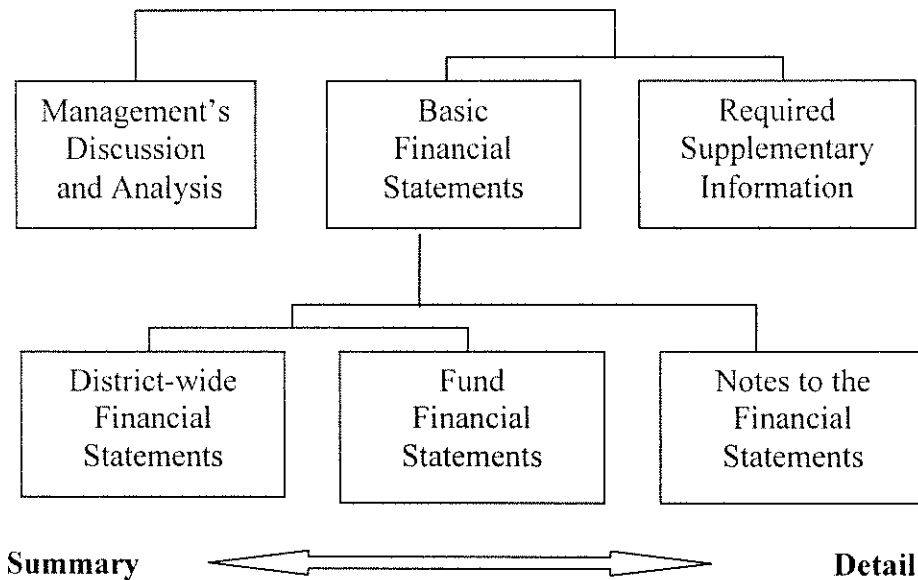 Management's
Discussion
and Analysis
Basic
Financial
Statements
Required
Supplementary
Information
District-wide
Financial
Statements
Fund
Financial
Statements
Notes to the
Financial
Statements
Summary
Detail